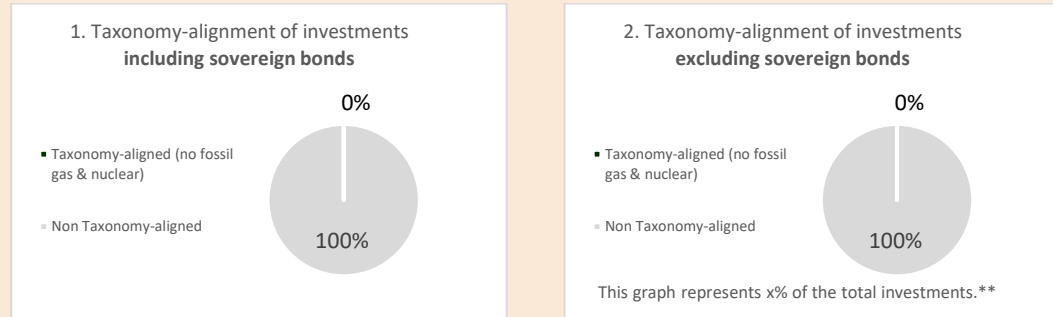 1. Taxonomy-alignment of investments
including sovereign bonds
0%
Taxonomy-aligned (no fossil
gas & nuclear)
Non Taxonomy-aligned
100%
2. Taxonomy-alignment of investments
excluding sovereign bonds
0%
Taxonomy-aligned (no fossil
gas & nuclear)
Non Taxonomy-aligned
100%
This graph represents x% of the total investments.**